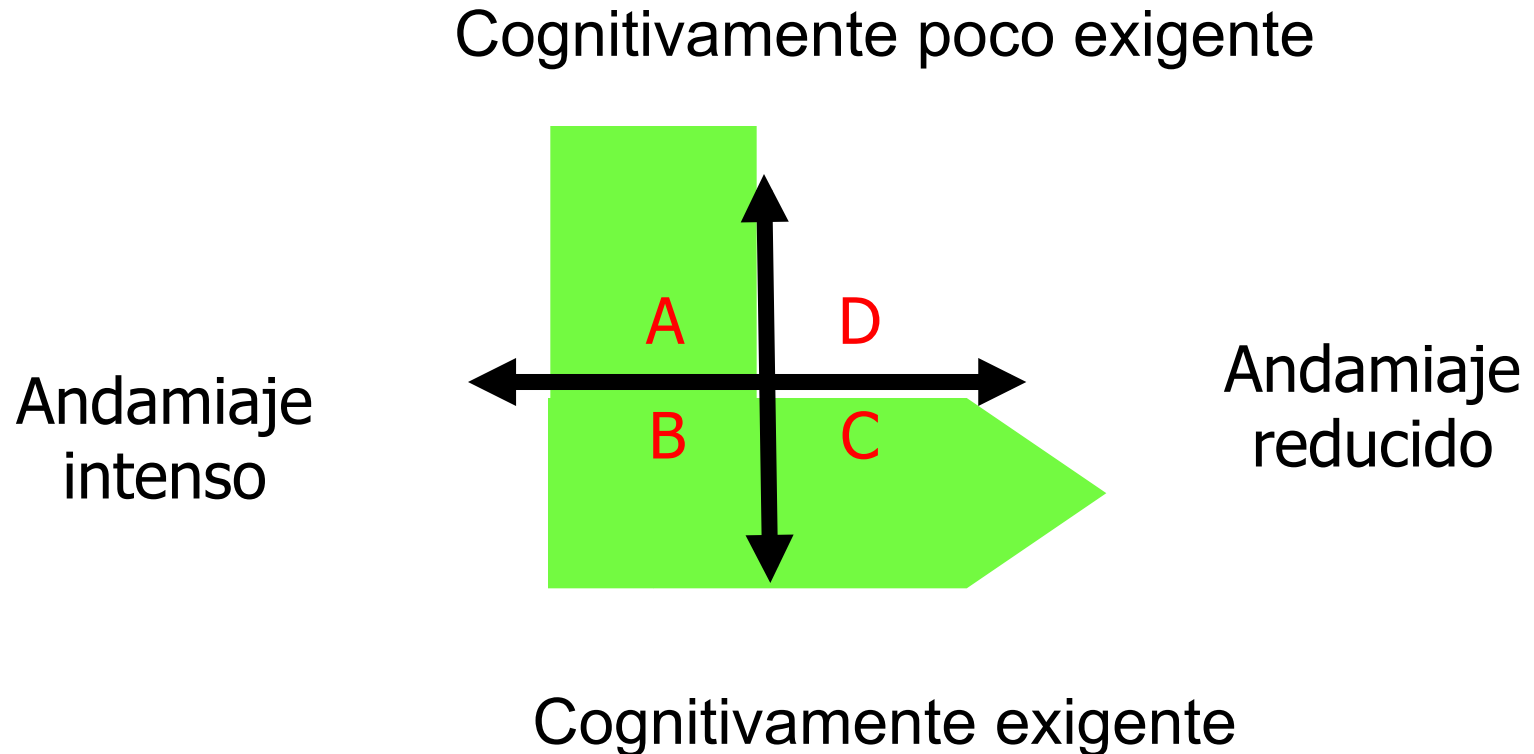 Cognitivamente poco exigente
A
D
Andamiaje
intenso
Andamiaje
reducido
B
C
Cognitivamente exigente